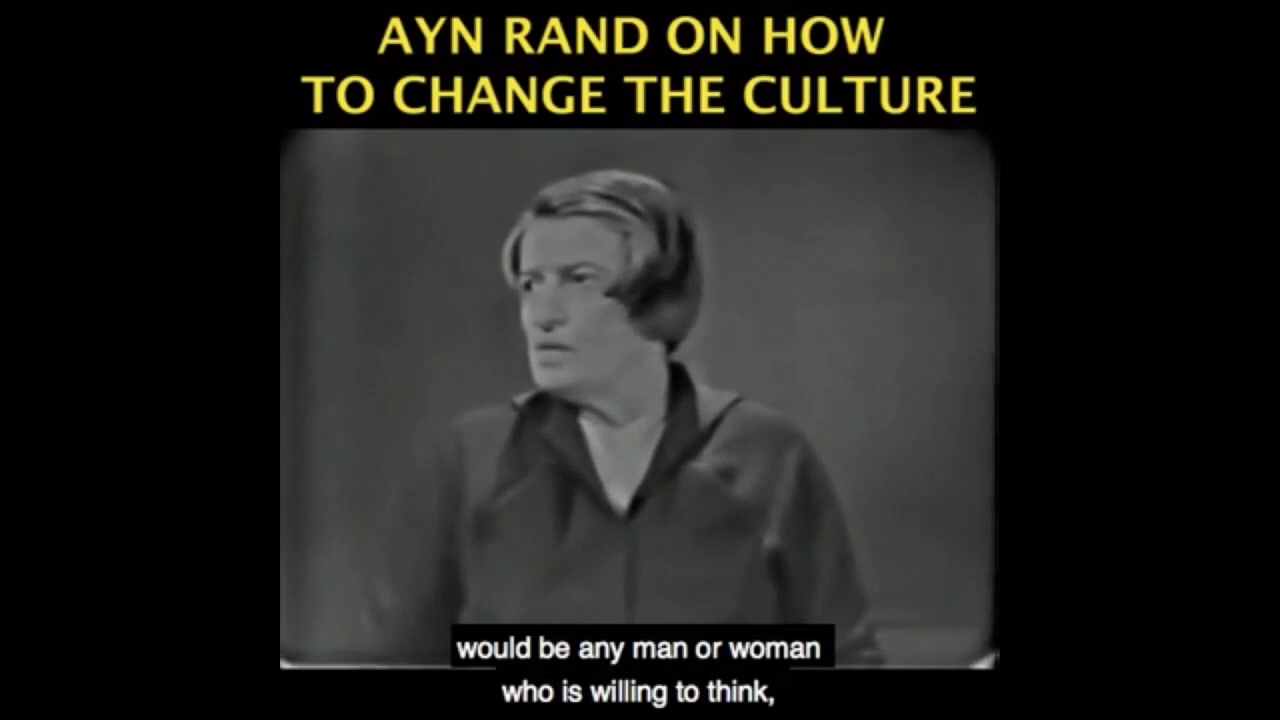 AYN RAND ON HOW
TO CHANGE THE CULTURE
would be any man or woman
who is willing to think,